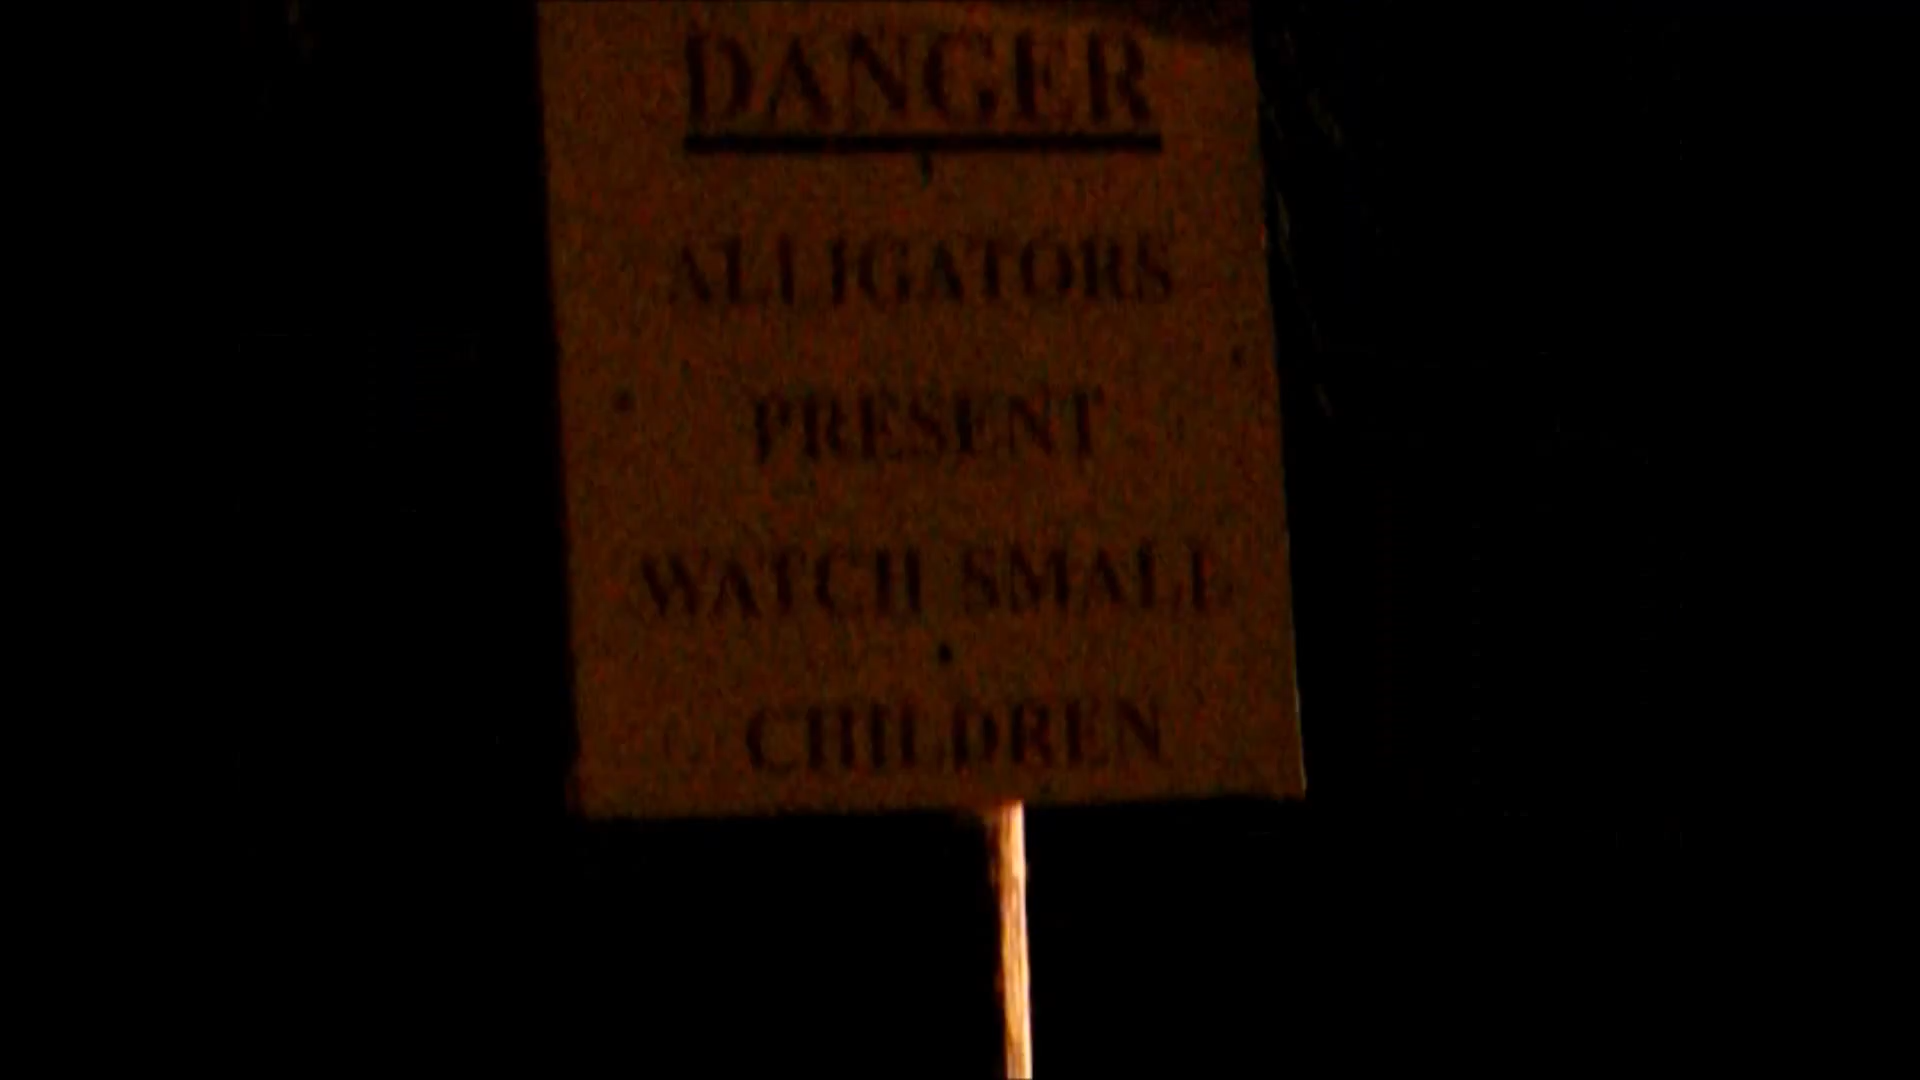 DANGER
ALLIGATORS
PRESENT
WATCH SMALL
CHILDREN